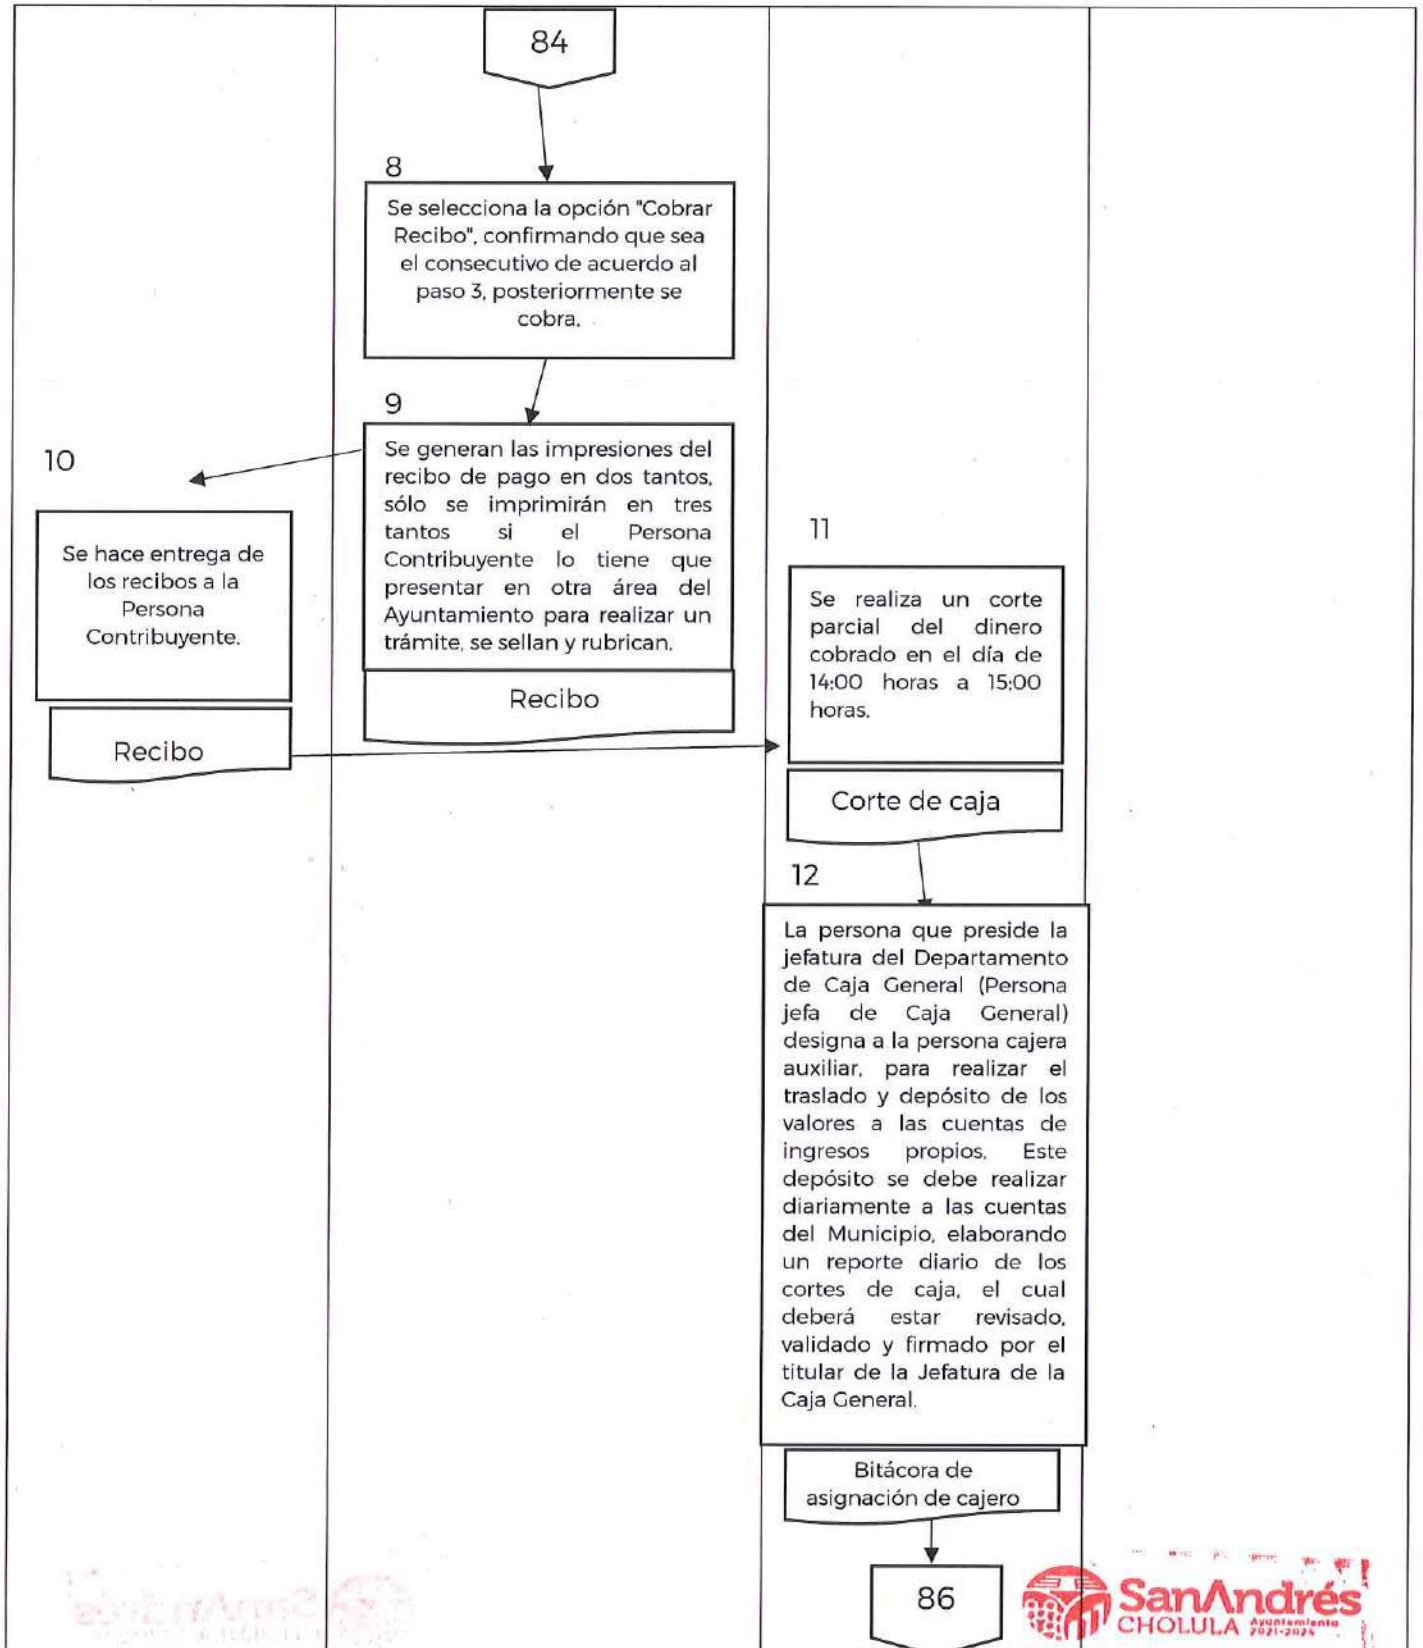 84
8
Se selecciona la opción "Cobrar
Recibo", confirmando que sea
el consecutivo de acuerdo al
paso 3, posteriormente se
cobra.
9
Se generan las impresiones del
recibo de pago en dos tantos,
sólo se imprimirán en tres
tantos si el Persona
Contribuyente lo tiene que
presentar en otra área del
Ayuntamiento para realizar un
trámite, se sellan y rubrican.
Recibo
10
Se hace entrega de
los recibos a la
Persona
Contribuyente.
Recibo
11
Se realiza un corte
parcial del dinero
cobrado en el día de
14:00 horas a 15:00
horas.
Corte de caja
12
La persona que preside la
jefatura del Departamento
de Caja General (Persona
jefa de Caja General)
designa a la persona cajera
auxiliar, para realizar el
traslado y depósito de los
valores a las cuentas de
ingresos propios. Este
depósito se debe realizar
diariamente a las cuentas
del Municipio, elaborando
un reporte diario de los
cortes de caja, el cual
deberá estar revisado,
validado y firmado por el
titular de la Jefatura de la
Caja General.
Bitácora de
asignación de cajero
86
SanAndrés
CHOLULA Ayuntamiento
2021-2024